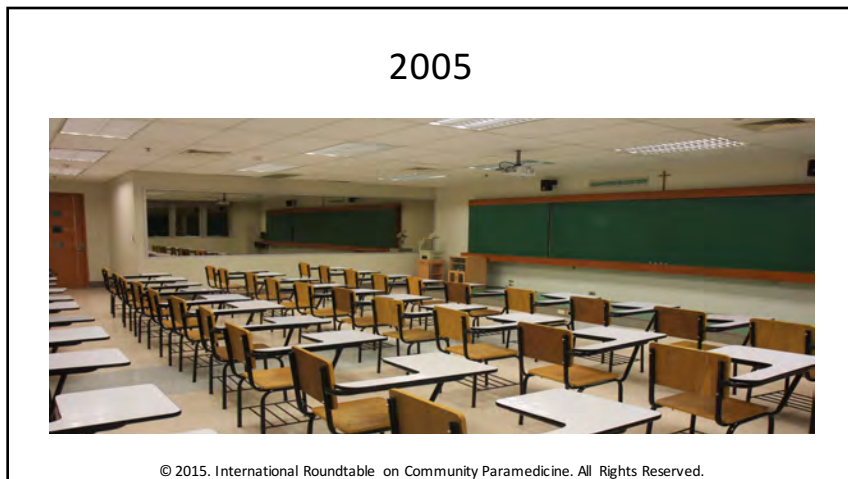 2005
© 2015. International Roundtable on Community Paramedicine. All Rights Reserved.